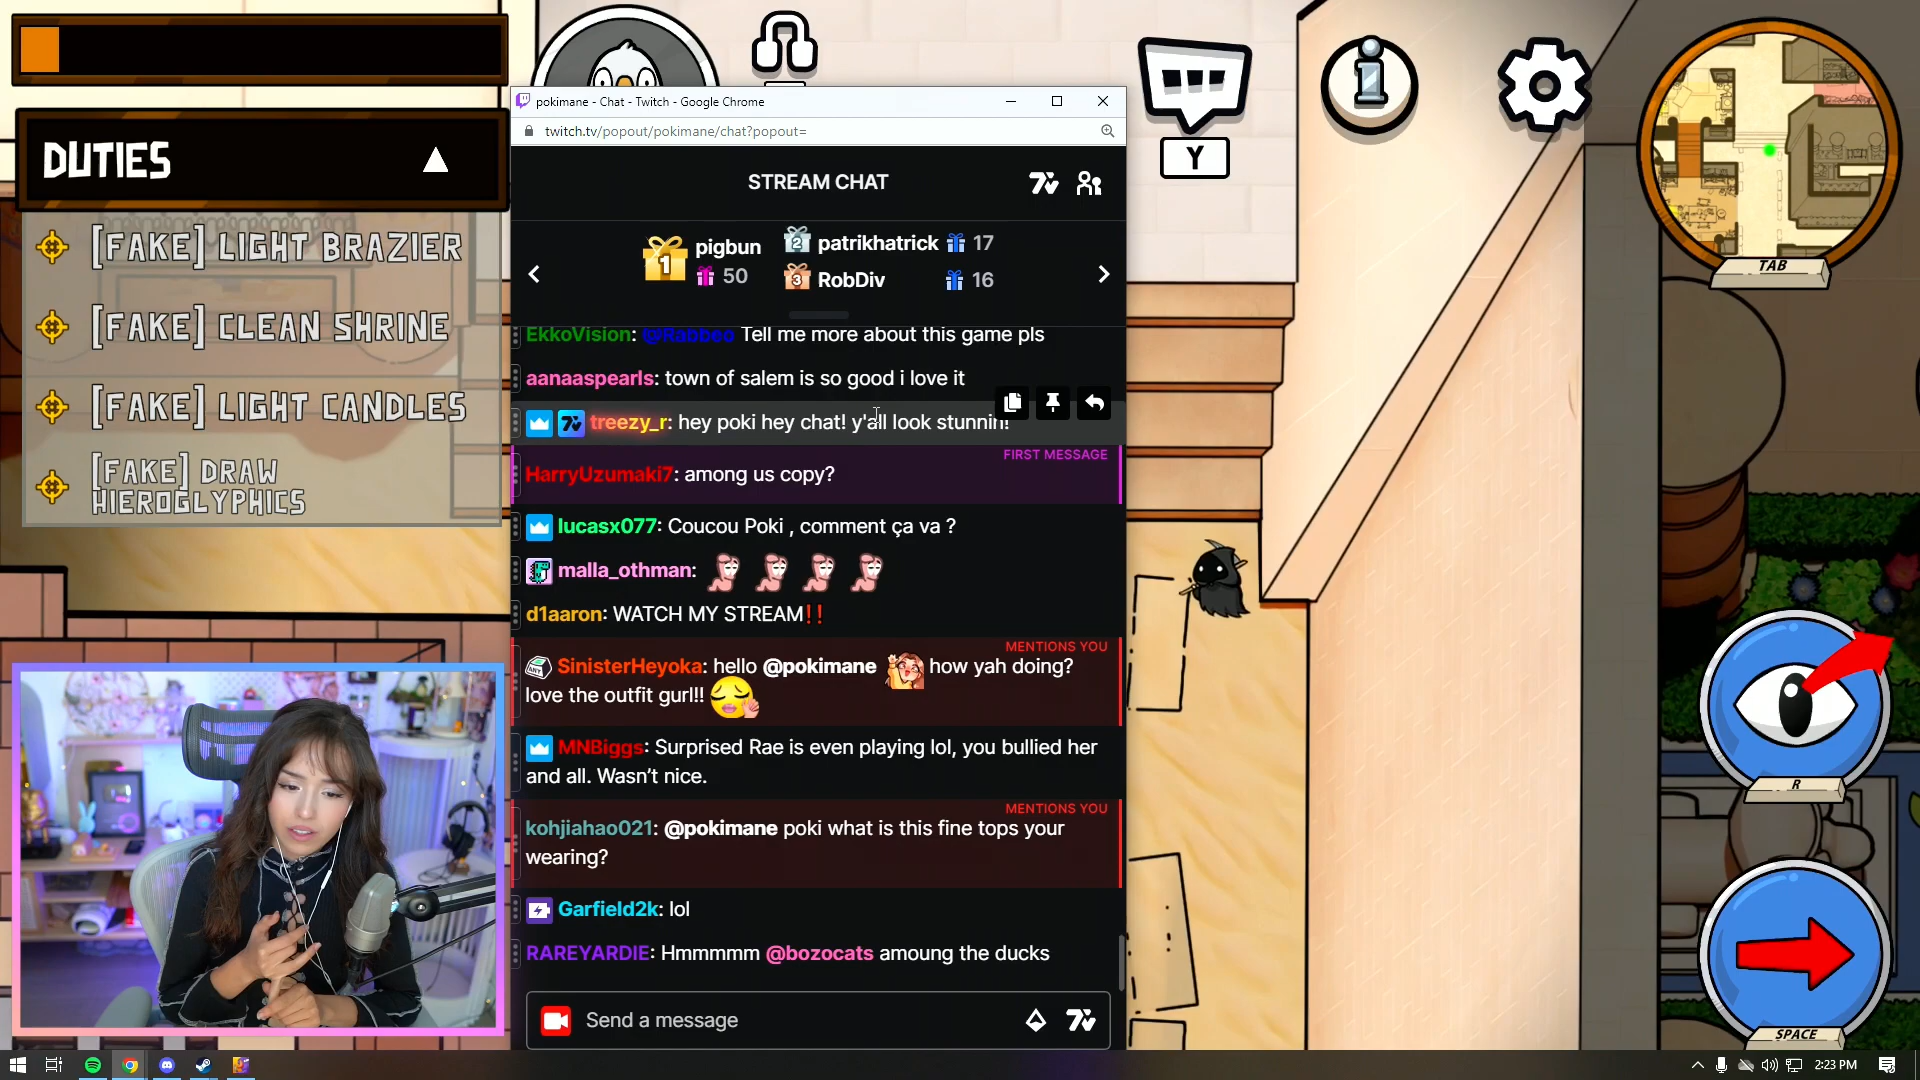 DUTIES
[FAKE] LIGHT BRAZIER
[FAKE] CLEAN SHRINE
[FAKE] LIGHT CANDLES
[FAKE] DRAW
HIEROGLYPHICS
pokimane - Chat - Twitch - Google Chrome
twitch.tv/popout/pokimane/chat?popout=
STREAM CHAT
1 pigbun 50
2 patrikhatrick 17
3 RobDiv 16
EkkoVision: @Rabbeo Tell me more about this game pls
aanaaspearls: town of salem is so good i love it
treezy_r: hey poki hey chat! y'all look stunnin!
FIRST MESSAGE
HarryUzumaki7: among us copy?
lucasx077: Coucou Poki , comment ça va ?
malla_othman:
d1aaron: WATCH MY STREAM‼
MENTIONS YOU
SinisterHeyoka: hello @pokimane how yah doing?
love the outfit gurl!!
MNBiggs: Surprised Rae is even playing lol, you bullied her
and all. Wasn't nice.
MENTIONS YOU
kohjiahao021: @pokimane poki what is this fine tops your
wearing?
Garfield2k: lol
RAREYARDIE: Hmmmmm @bozocats amoung the ducks
Send a message
Y
TAB
R
SPACE
2:23 PM